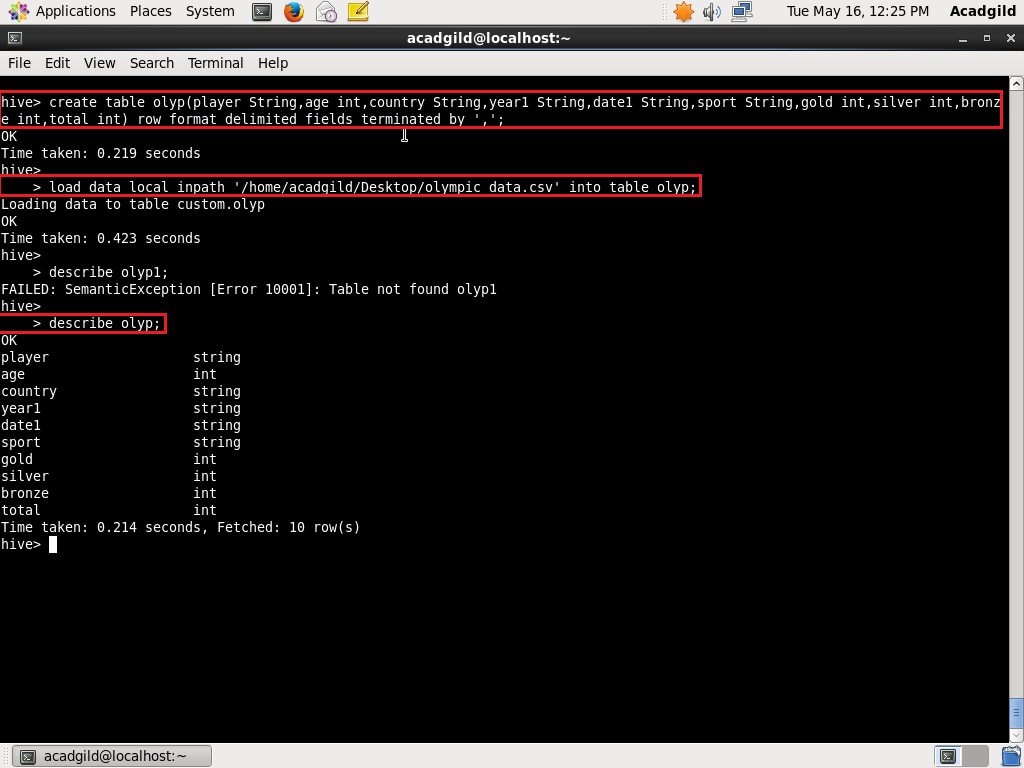 Applications Places System Tue May 16, 12:25 PM Acadgild
acadgild@localhost:~
File Edit View Search Terminal Help
hive> create table olyp(player String,age int,country String,year1 String,date1 String,sport String,gold int,silver int,bronz
e int,total int) row format delimited fields terminated by ',';
OK
Time taken: 0.219 seconds
hive>
    > load data local inpath '/home/acadgild/Desktop/olympic_data.csv' into table olyp;
Loading data to table custom.olyp
OK
Time taken: 0.423 seconds
hive>
    > describe olyp1;
FAILED: SemanticException [Error 10001]: Table not found olyp1
hive>
    > describe olyp;
OK
player                  string
age                     int
country                 string
year1                   string
date1                   string
sport                   string
gold                    int
silver                  int
bronze                  int
total                   int
Time taken: 0.214 seconds, Fetched: 10 row(s)
hive>
acadgild@localhost:~